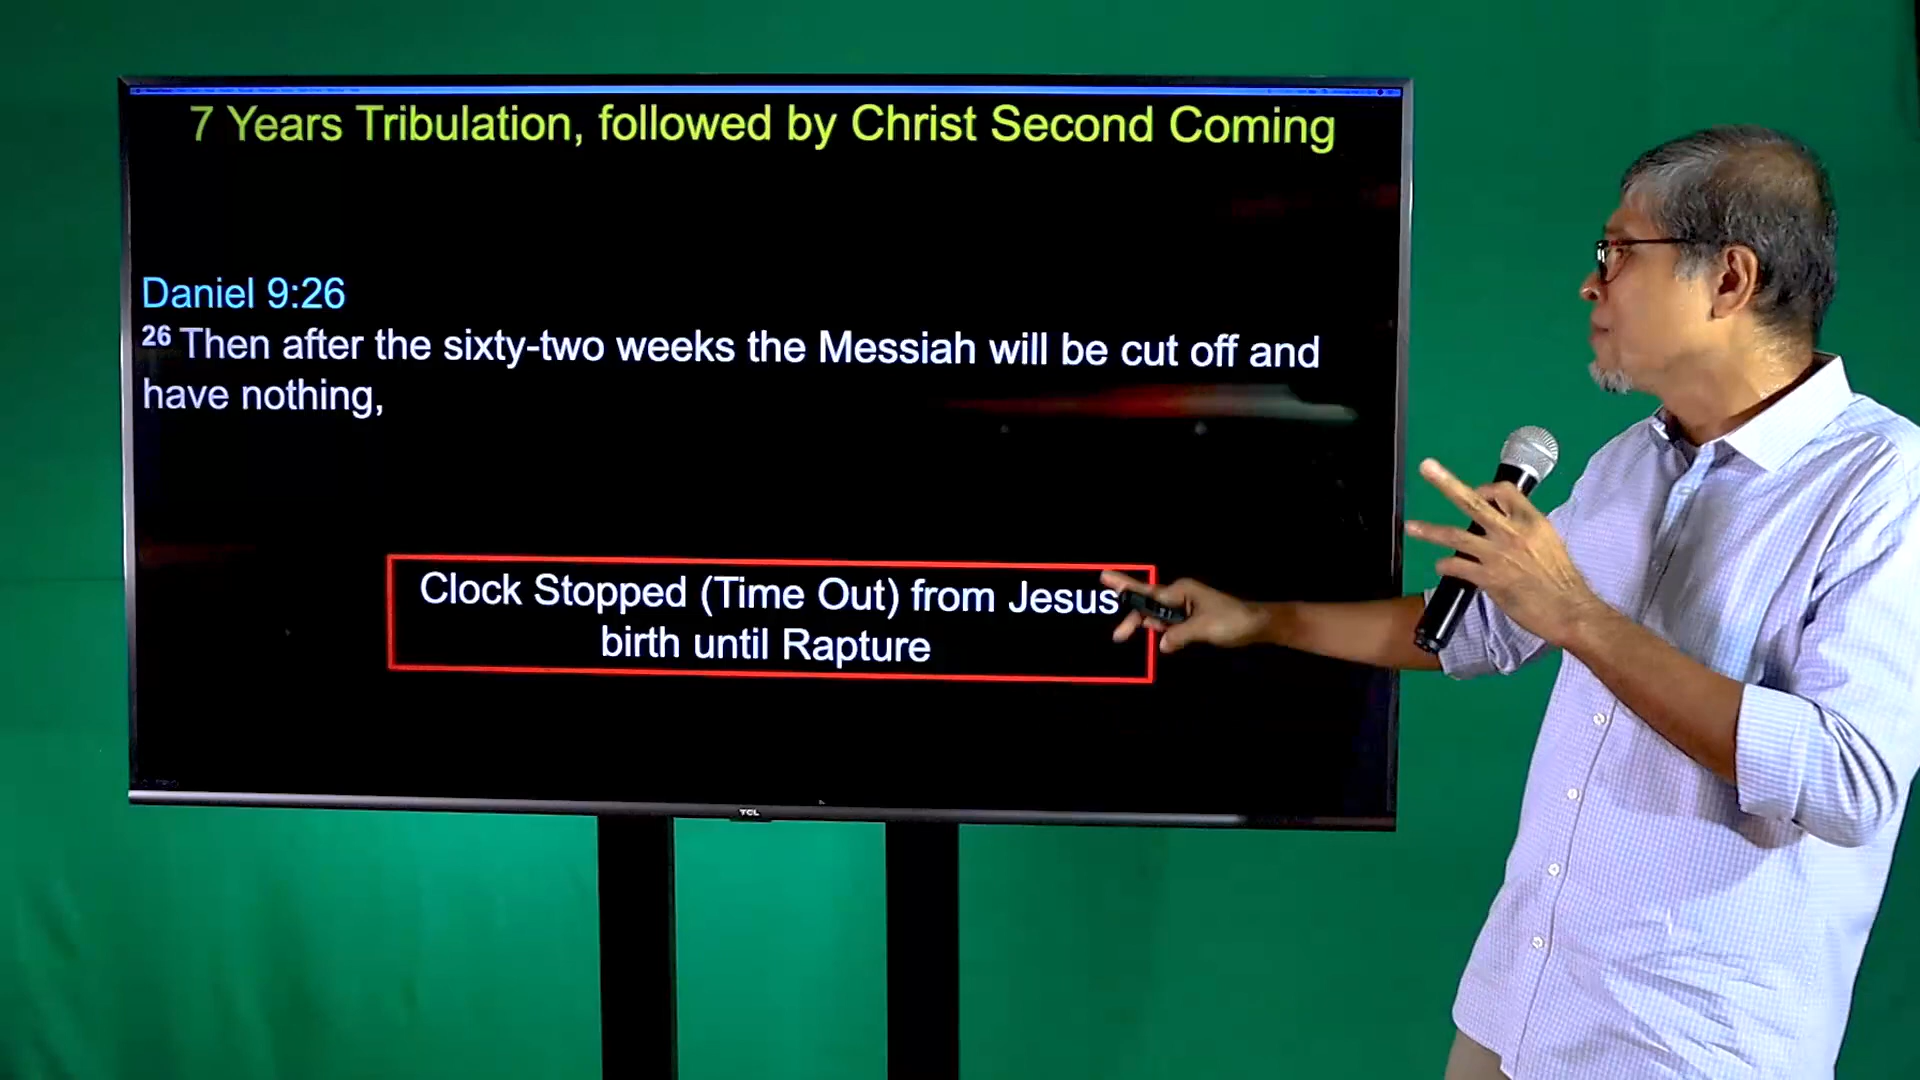 7 Years Tribulation, followed by Christ Second Coming
Daniel 9:26
26 Then after the sixty-two weeks the Messiah will be cut off and
have nothing,
Clock Stopped (Time Out) from Jesus
birth until Rapture
TCL